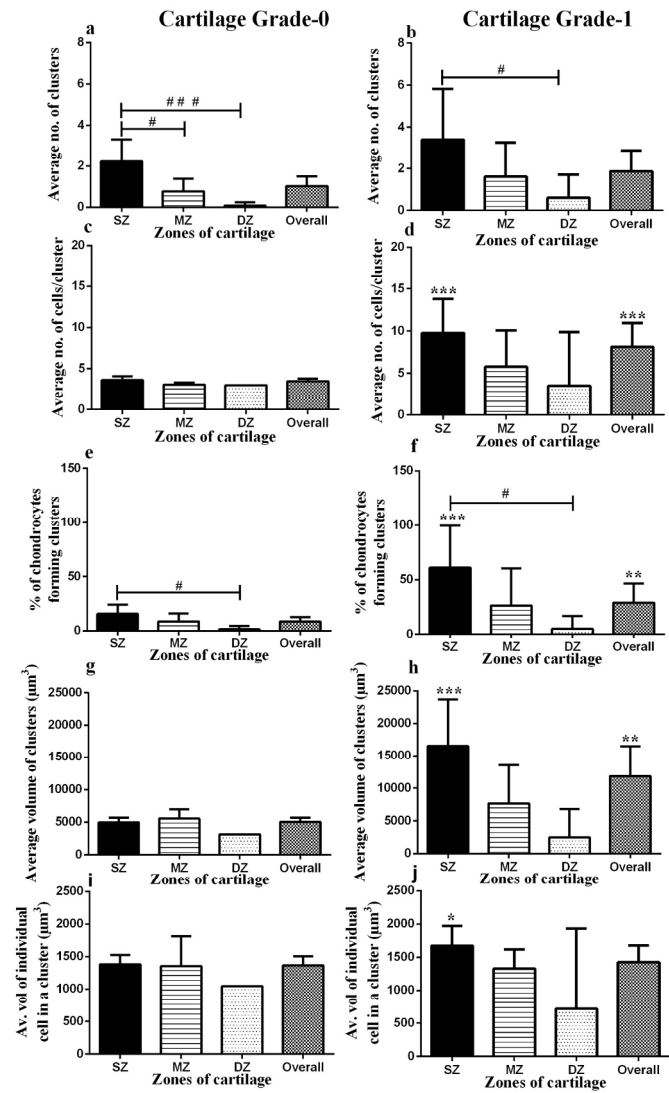 Cartilage Grade-0
Cartilage Grade-1
a
Average no. of clusters
8
6
4
2
0
# # #
#
SZ
MZ
DZ
Overall
Zones of cartilage
b
Average no. of clusters
8
6
4
2
0
#
SZ
MZ
DZ
Overall
Zones of cartilage
c
Average no. of cells/cluster
20
15
10
5
0
SZ
MZ
DZ
Overall
Zones of cartilage
d
Average no. of cells/cluster
20
15
10
5
0
***
***
SZ
MZ
DZ
Overall
Zones of cartilage
e
% of chondrocytes
forming clusters
150
100
50
0
#
SZ
MZ
DZ
Overall
Zones of cartilage
f
% of chondrocytes
forming clusters
150
100
50
0
#
***
**
SZ
MZ
DZ
Overall
Zones of cartilage
g
Average volume of clusters (µm³)
25000
20000
15000
10000
5000
0
SZ
MZ
DZ
Overall
Zones of cartilage
h
Average volume of clusters (µm³)
25000
20000
15000
10000
5000
0
***
**
SZ
MZ
DZ
Overall
Zones of cartilage
i
Av. vol of individual
cell in a cluster (µm³)
2500
2000
1500
1000
500
0
SZ
MZ
DZ
Overall
Zones of cartilage
j
Av. vol of individual
cell in a cluster (µm³)
2500
2000
1500
1000
500
0
*
SZ
MZ
DZ
Overall
Zones of cartilage